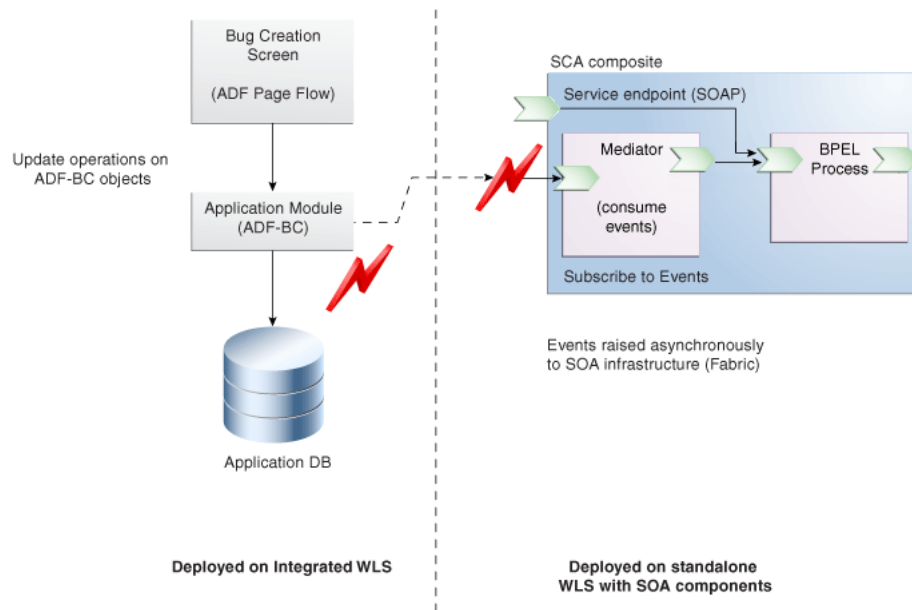 Bug Creation
Screen
(ADF Page Flow)
Update operations on
ADF-BC objects
Application Module
(ADF-BC)
Application DB
Deployed on Integrated WLS
SCA composite
Service endpoint (SOAP)
Mediator
(consume
events)
BPEL
Process
Subscribe to Events
Events raised asynchronously
to SOA infrastructure (Fabric)
Deployed on standalone
WLS with SOA components